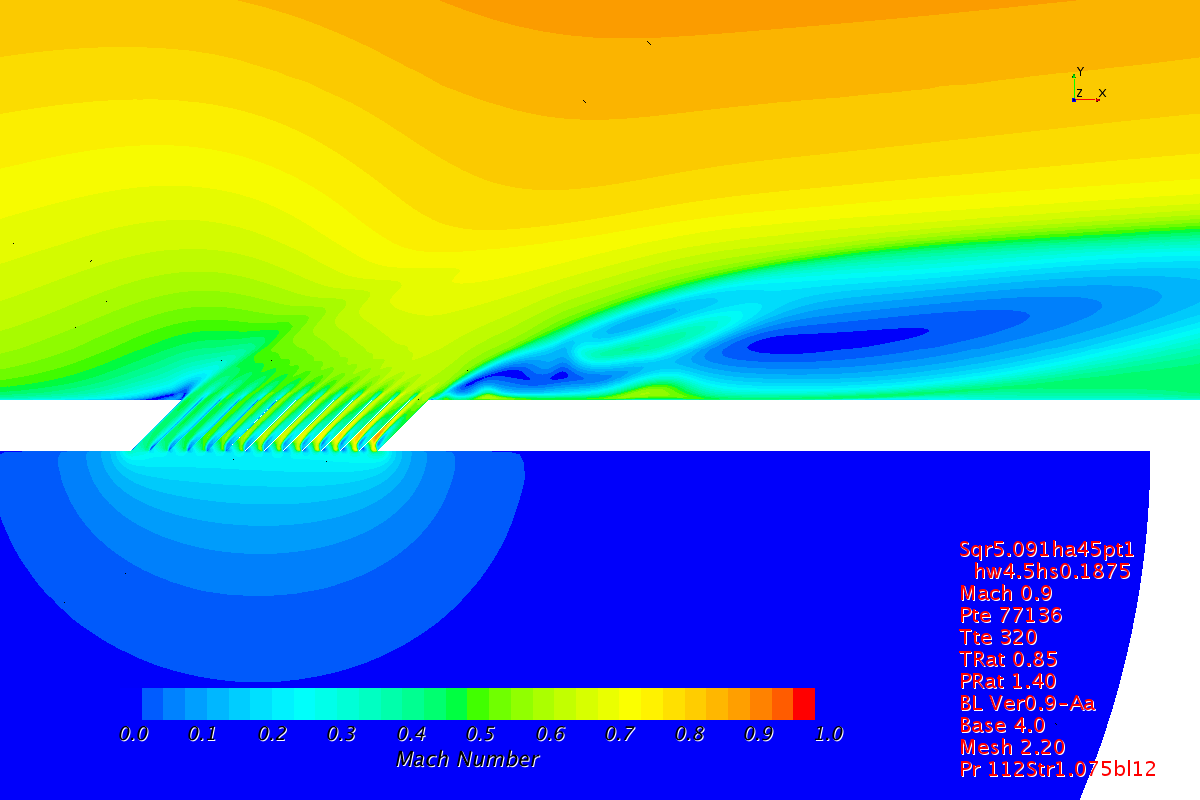 Y
Z X
Sqr5.091ha45pt1
hw4.5hs0.1875
Mach 0.9
Pte 77136
Tte 320
TRat 0.85
PRat 1.40
BL Ver0.9-Aa
Base 4.0
Mesh 2.20
Pr 112Str1.075bl12
0.0 0.1 0.2 0.3 0.4 0.5 0.6 0.7 0.8 0.9 1.0
Mach Number